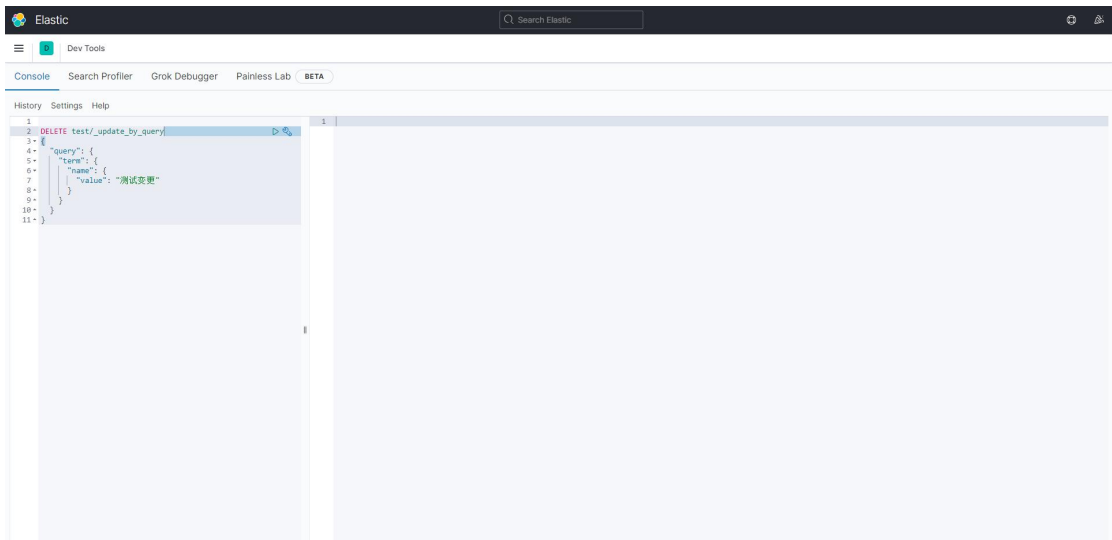 Elastic
Search Elastic
D
Dev Tools
Console Search Profiler Grok Debugger Painless Lab BETA
History Settings Help
1
2 DELETE test/_update_by_query
3 {
4 "query": {
5 "term": {
6 "name": {
7 "value": "测试变更"
8 }
9 }
10 }
11 }
1